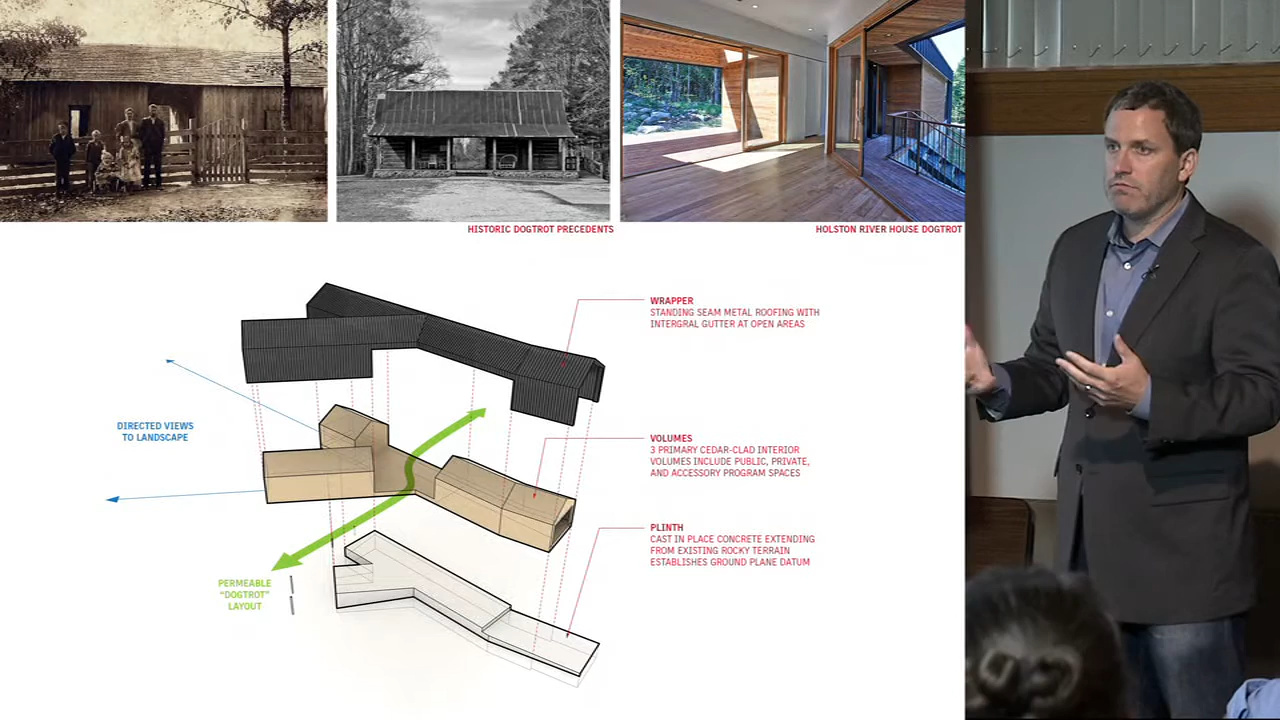 HISTORIC DOGTROT PRECEDENTS
HOLSTON RIVER HOUSE DOGTROT
WRAPPER
STANDING SEAM METAL ROOFING WITH
INTERGRAL GUTTER AT OPEN AREAS
DIRECTED VIEWS
TO LANDSCAPE
VOLUMES
3 PRIMARY CEDAR-CLAD INTERIOR
VOLUMES INCLUDE PUBLIC, PRIVATE,
AND ACCESSORY PROGRAM SPACES
PLINTH
CAST IN PLACE CONCRETE EXTENDING
FROM EXISTING ROCKY TERRAIN
ESTABLISHES GROUND PLANE DATUM
PERMEABLE
"DOGTROT"
LAYOUT